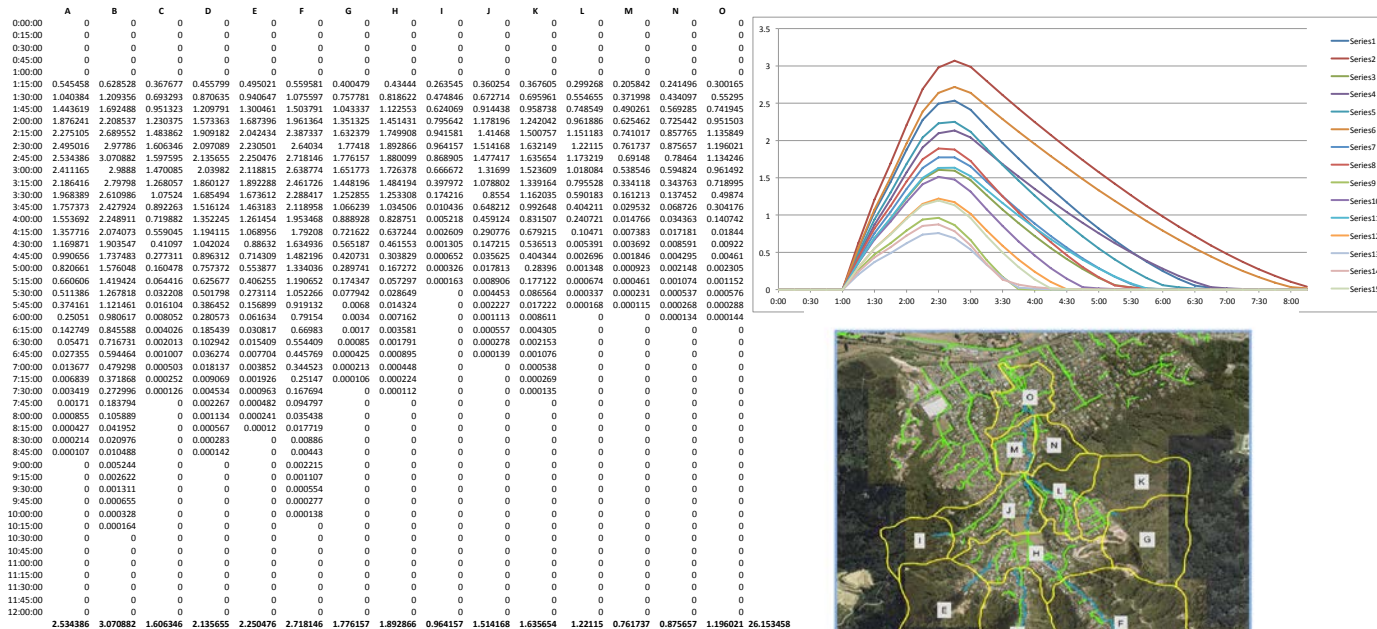 A B C D E F G H I J K L M N O
0:00:00 0 0 0 0 0 0 0 0 0 0 0 0 0 0 0
0:15:00 0 0 0 0 0 0 0 0 0 0 0 0 0 0 0
0:30:00 0 0 0 0 0 0 0 0 0 0 0 0 0 0 0
0:45:00 0 0 0 0 0 0 0 0 0 0 0 0 0 0 0
1:00:00 0 0 0 0 0 0 0 0 0 0 0 0 0 0 0
1:15:00 0.545458 0.628528 0.367677 0.455799 0.495021 0.559581 0.400479 0.43444 0.26345 0.360254 0.367605 0.299268 0.205842 0.241496 0.300165
1:30:00 1.040384 1.209356 0.693293 0.870635 0.940647 1.075597 0.757781 0.818622 0.474846 0.672714 0.695961 0.554655 0.371998 0.434097 0.55295
1:45:00 1.443619 1.692488 0.951323 1.209791 1.300461 1.503791 1.043337 1.122553 0.624069 0.914438 0.958738 0.748549 0.490261 0.569285 0.741945
2:00:00 1.876241 2.208537 1.230375 1.573363 1.687396 1.961364 1.351325 1.451431 0.795642 1.178196 1.242042 0.961886 0.625462 0.725442 0.951503
2:15:00 2.275105 2.689552 1.483862 1.909182 2.042434 2.387337 1.632379 1.749908 0.941581 1.41468 1.500757 1.151183 0.741017 0.857765 1.135849
2:30:00 2.495016 2.97786 1.606346 2.097089 2.230501 2.64034 1.77418 1.892866 0.964157 1.514168 1.632149 1.22115 0.761737 0.875657 1.196021
2:45:00 2.534386 3.070882 1.597595 2.135655 2.250476 2.718146 1.776157 1.880099 0.868905 1.477417 1.635654 1.173219 0.69148 0.78464 1.134246
3:00:00 2.411165 2.9888 1.470085 2.03982 2.118815 2.638774 1.651773 1.726378 0.666672 1.31699 1.523609 1.018084 0.538546 0.594824 0.961492
3:15:00 2.186416 2.79798 1.268057 1.860127 1.892288 2.461726 1.448196 1.484194 0.397972 1.078802 1.339164 0.795528 0.334118 0.343763 0.718995
3:30:00 1.968389 2.610986 1.07524 1.685494 1.673612 2.288417 1.252855 1.253308 0.174216 0.8554 1.162035 0.590183 0.161213 0.137452 0.49874
3:45:00 1.757373 2.427924 0.892263 1.516124 1.463183 2.118958 1.066239 1.034506 0.010436 0.648212 0.992648 0.404211 0.029532 0.068726 0.304176
4:00:00 1.553692 2.248911 0.719882 1.352245 1.261454 1.953468 0.888928 0.828751 0.005218 0.459124 0.831507 0.240721 0.014766 0.034363 0.140742
4:15:00 1.357716 2.074073 0.559045 1.194115 1.068956 1.79208 0.721622 0.637244 0.002609 0.290776 0.679215 0.10471 0.007383 0.017181 0.01844
4:30:00 1.169871 1.903547 0.41097 1.042024 0.88632 1.634936 0.565187 0.461553 0.001305 0.147215 0.536513 0.005391 0.003692 0.008591 0.00922
4:45:00 0.990656 1.737483 0.277311 0.896312 0.714309 1.482196 0.420731 0.303829 0.000652 0.035625 0.404344 0.002696 0.001846 0.004295 0.00461
5:00:00 0.820661 1.576048 0.160478 0.757372 0.553877 1.334036 0.289741 0.167272 0.000326 0.017813 0.28396 0.001348 0.000923 0.002148 0.002305
5:15:00 0.660606 1.419424 0.064416 0.625677 0.406255 1.190652 0.174347 0.057297 0.000163 0.008906 0.177122 0.000674 0.000461 0.001074 0.001152
5:30:00 0.511386 1.267818 0.032208 0.501798 0.273114 1.052266 0.077942 0.028649 0 0.004453 0.086564 0.000337 0.000231 0.000537 0.000576
5:45:00 0.374161 1.121461 0.016104 0.386452 0.156899 0.919132 0.0068 0.014324 0 0.002227 0.017222 0.000168 0.000115 0.000268 0.000288
6:00:00 0.25051 0.980617 0.008052 0.280573 0.061634 0.79154 0.0034 0.007162 0 0.001113 0.008611 0 0 0.000134 0.000144
6:15:00 0.142749 0.845588 0.004026 0.185439 0.030817 0.66983 0.0017 0.003581 0 0.000557 0.004305 0 0 0 0
6:30:00 0.05471 0.716731 0.002013 0.102942 0.015409 0.554409 0.00085 0.001791 0 0.000278 0.002153 0 0 0 0
6:45:00 0.027355 0.594464 0.001007 0.036274 0.007704 0.445769 0.000425 0.000895 0 0.000139 0.001076 0 0 0 0
7:00:00 0.013677 0.479298 0.000503 0.018137 0.003852 0.344523 0.000213 0.000448 0 0 0.000538 0 0 0 0
7:15:00 0.006839 0.371868 0.000252 0.009069 0.001926 0.25147 0.000106 0.000224 0 0 0.000269 0 0 0 0
7:30:00 0.003419 0.272996 0.000126 0.004534 0.000963 0.167694 0 0.000112 0 0 0.000135 0 0 0 0
7:45:00 0.00171 0.183794 0 0.002267 0.000482 0.094797 0 0 0 0 0 0 0 0 0
8:00:00 0.000855 0.105889 0 0.001134 0.000241 0.035438 0 0 0 0 0 0 0 0 0
8:15:00 0.000427 0.041952 0 0.000567 0.00012 0.017719 0 0 0 0 0 0 0 0 0
8:30:00 0.000214 0.020976 0 0.000283 0 0.00886 0 0 0 0 0 0 0 0 0
8:45:00 0.000107 0.010488 0 0.000142 0 0.00443 0 0 0 0 0 0 0 0 0
9:00:00 0 0.005244 0 0 0 0.002215 0 0 0 0 0 0 0 0 0
9:15:00 0 0.002622 0 0 0 0.001107 0 0 0 0 0 0 0 0 0
9:30:00 0 0.001311 0 0 0 0.000554 0 0 0 0 0 0 0 0 0
9:45:00 0 0.000655 0 0 0 0.000277 0 0 0 0 0 0 0 0 0
10:00:00 0 0.000328 0 0 0 0.000138 0 0 0 0 0 0 0 0 0
10:15:00 0 0.000164 0 0 0 0 0 0 0 0 0 0 0 0 0
10:30:00 0 0 0 0 0 0 0 0 0 0 0 0 0 0 0
10:45:00 0 0 0 0 0 0 0 0 0 0 0 0 0 0 0
11:00:00 0 0 0 0 0 0 0 0 0 0 0 0 0 0 0
11:15:00 0 0 0 0 0 0 0 0 0 0 0 0 0 0 0
11:30:00 0 0 0 0 0 0 0 0 0 0 0 0 0 0 0
11:45:00 0 0 0 0 0 0 0 0 0 0 0 0 0 0 0
12:00:00 0 0 0 0 0 0 0 0 0 0 0 0 0 0 0
2.534386 3.070882 1.606346 2.135655 2.250476 2.718146 1.776157 1.892866 0.964157 1.514168 1.635654 1.22115 0.761737 0.875657 1.196021 26.153458
3.5
3
2.5
2
1.5
1
0.5
0
0:00 0:30 1:00 1:30 2:00 2:30 3:00 3:30 4:00 4:30 5:00 5:30 6:00 6:30 7:00 7:30 8:00
Series1
Series2
Series3
Series4
Series5
Series6
Series7
Series8
Series9
Series10
Series11
Series12
Series13
Series14
Series15
O
M N
K
L
J
I G
H
E
F